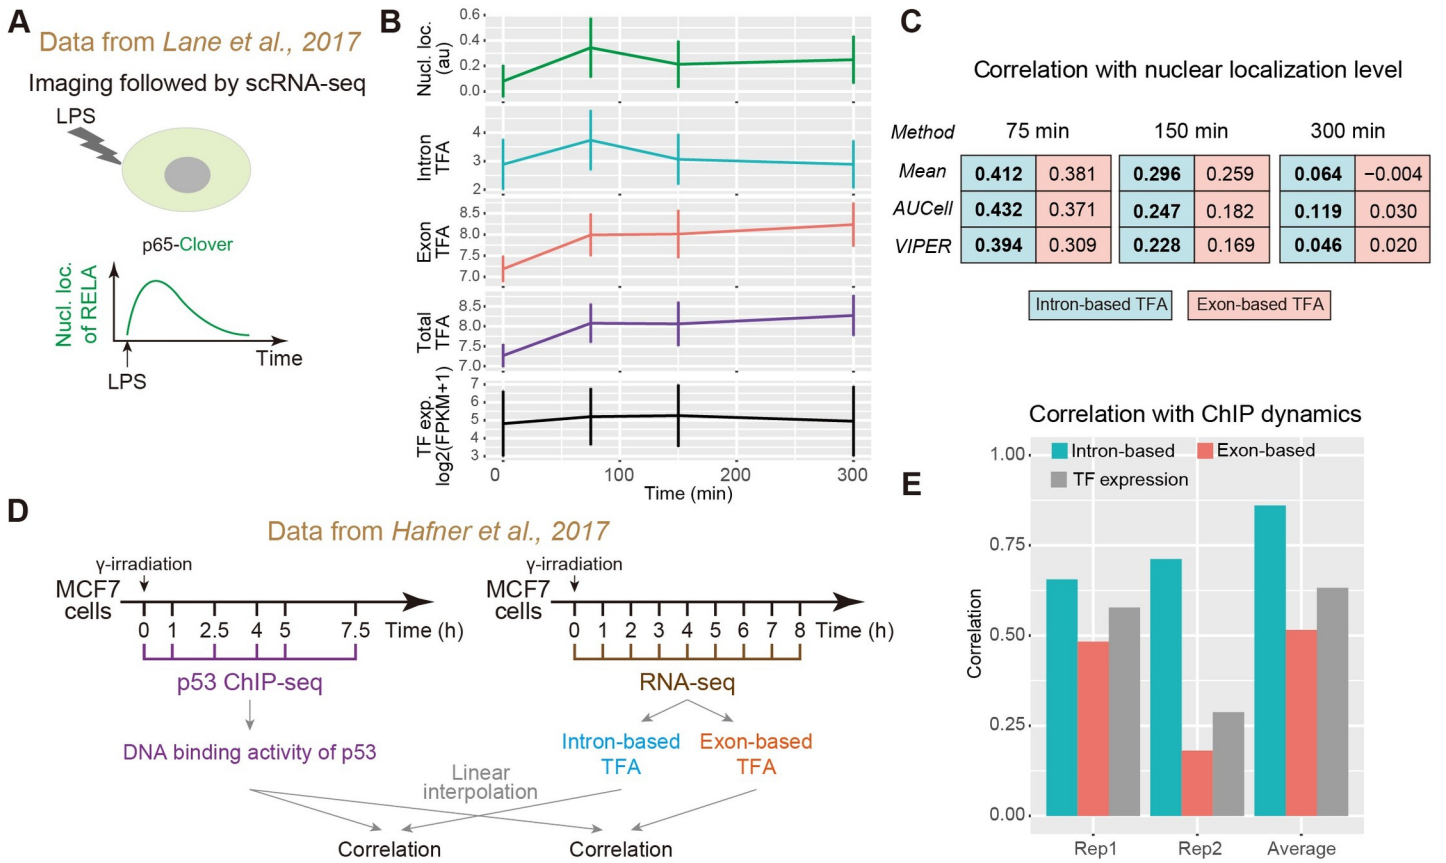 A
Data from Lane et al., 2017
Imaging followed by scRNA-seq
LPS
p65-Clover
Nucl. loc.
of RELA
Time
LPS
B
Nucl. loc.
(au)
0.6
0.4
0.2
0.0
Intron
TFA
4
3
2
Exon
TFA
8.5
8.0
7.5
7.0
Total
TFA
8.5
8.0
7.5
7.0
TF exp.
log2(FPKM+1)
7
6
5
4
3
0 100 200 300
Time (min)
C
Correlation with nuclear localization level
Method 75 min 150 min 300 min
Mean 0.412 0.381 0.296 0.259 0.064 −0.004
AUCell 0.432 0.371 0.247 0.182 0.119 0.030
VIPER 0.394 0.309 0.228 0.169 0.046 0.020
Intron-based TFA Exon-based TFA
D
Data from Hafner et al., 2017
γ-irradiation
MCF7
cells
0 1 2.5 4 5 7.5 Time (h)
p53 ChIP-seq
DNA binding activity of p53
γ-irradiation
MCF7
cells
0 1 2 3 4 5 6 7 8 Time (h)
RNA-seq
Intron-based
TFA
Exon-based
TFA
Linear
interpolation
Correlation
Correlation
E
Correlation with ChIP dynamics
Intron-based Exon-based
TF expression
Correlation
1.00
0.75
0.50
0.25
0.00
Rep1 Rep2 Average